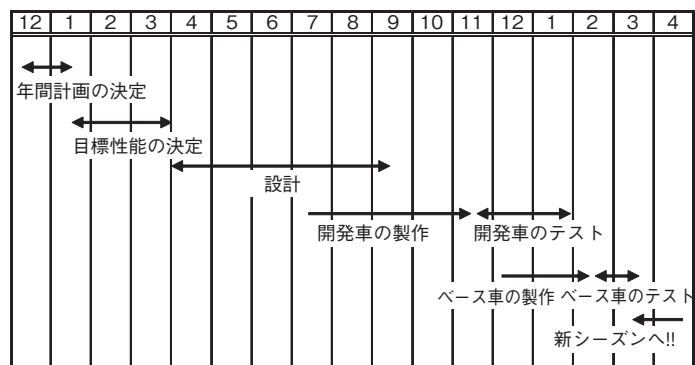 12 1 2 3 4 5 6 7 8 9 10 11 12 1 2 3 4
年間計画の決定
目標性能の決定
設計
開発車の製作 開発車のテスト
ベース車の製作 ベース車のテスト
新シーズンへ!!